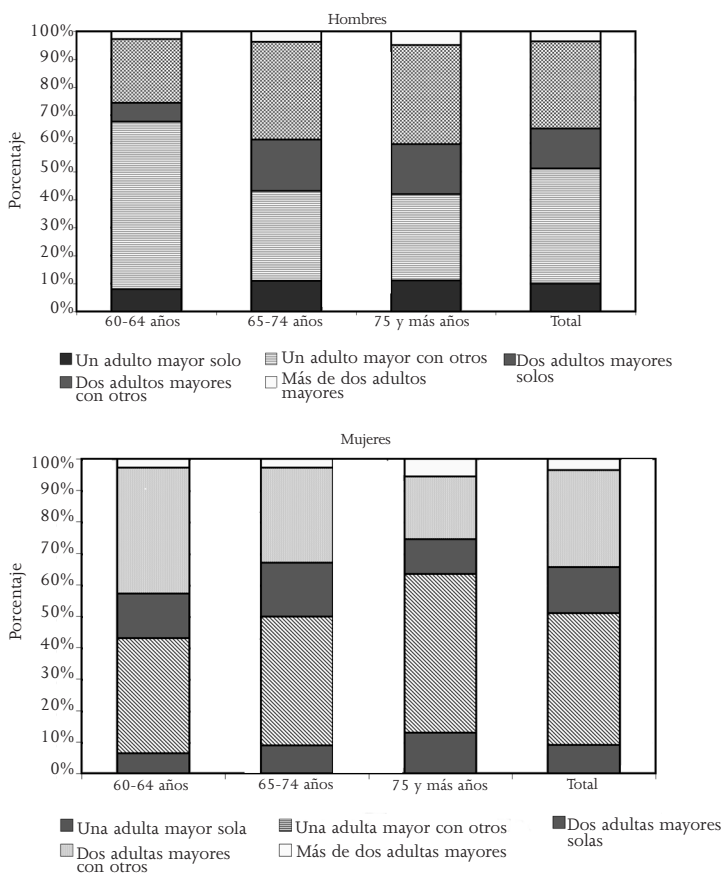 Hombres
100%
90%
80%
70%
60%
50%
40%
30%
20%
10%
0%
Porcentaje
60-64 años 65-74 años 75 y más años Total
Un adulto mayor solo Un adulto mayor con otros Dos adultos mayores
solos
Dos adultos mayores Más de dos adultos
con otros mayores
Mujeres
100%
90%
80%
70%
60%
50%
40%
30%
20%
10%
0%
Porcentaje
60-64 años 65-74 años 75 y más años Total
Una adulta mayor sola Una adulta mayor con otros Dos adultas mayores
solas
Dos adultas mayores Más de dos adultas mayores
con otros